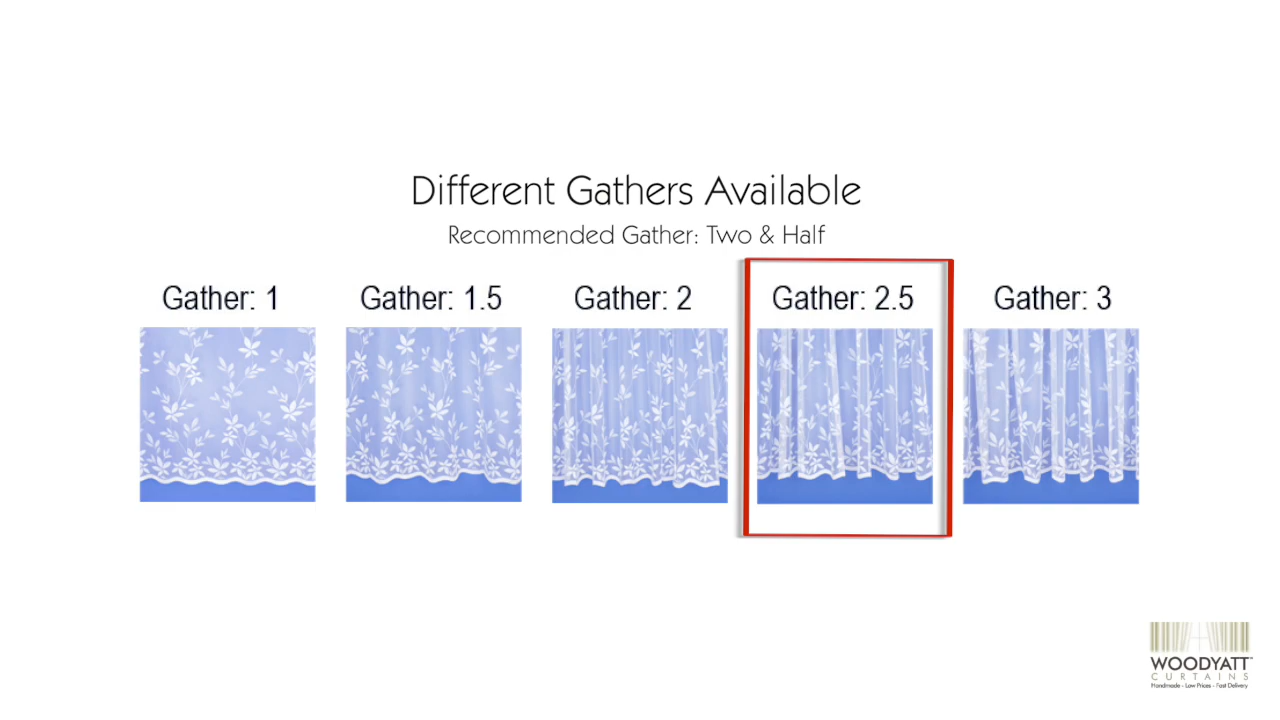 Different Gathers Available
Recommended Gather: Two & Half
Gather: 1
Gather: 1.5
Gather: 2
Gather: 2.5
Gather: 3
WOODYATT™
CURTAINS
Handmade - Low Prices - Fast Delivery